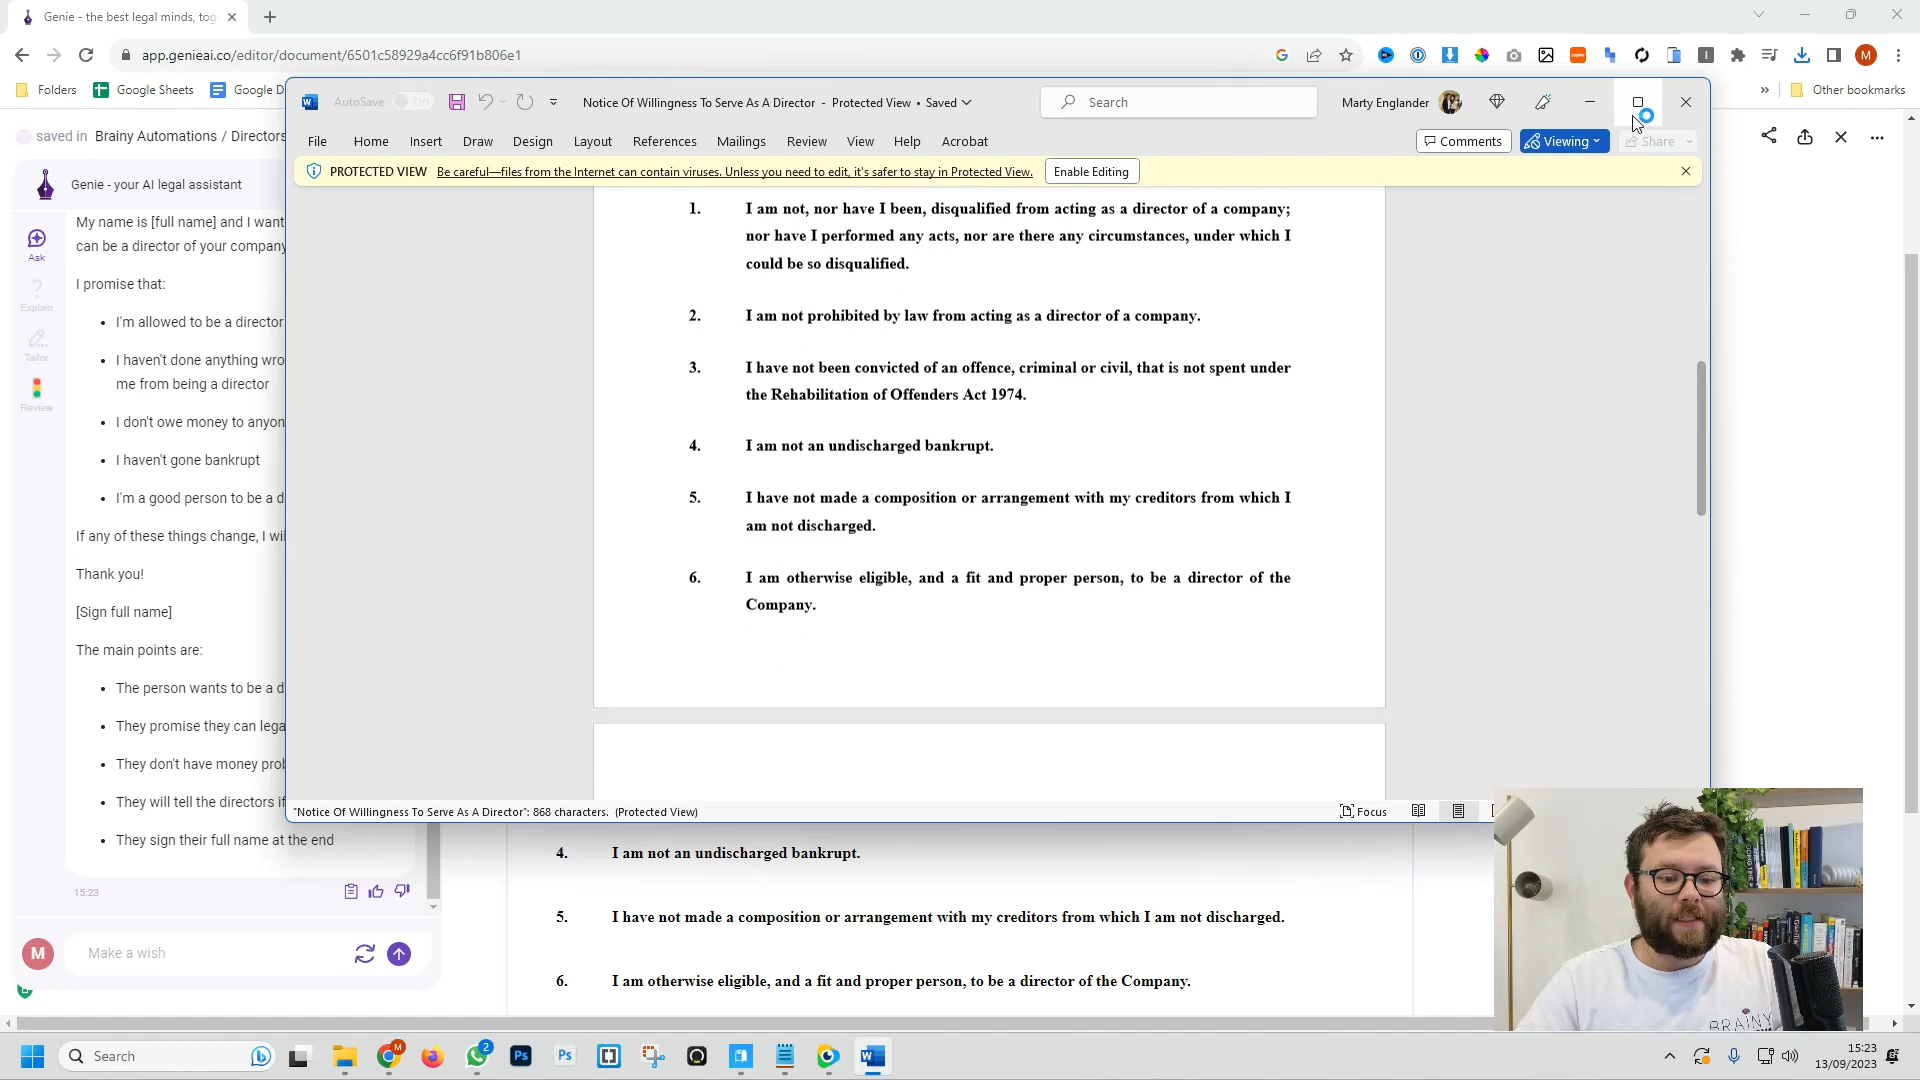 Genie - the best legal minds, tog
app.genieai.co/editor/document/6501c58929a4cc6f91b806e1
Folders
Google Sheets
Google D
Other bookmarks
AutoSave
Off
Notice Of Willingness To Serve As A Director - Protected View • Saved
Search
Marty Englander
saved in Brainy Automations / Directors
File
Home
Insert
Draw
Design
Layout
References
Mailings
Review
View
Help
Acrobat
Comments
Viewing
Share
PROTECTED VIEW Be careful—files from the Internet can contain viruses. Unless you need to edit, it's safer to stay in Protected View.
Enable Editing
Genie - your AI legal assistant
Ask
Explain
Tailor
Review
My name is [full name] and I want
can be a director of your company
I promise that:
• I'm allowed to be a director
• I haven't done anything wro
me from being a director
• I don't owe money to anyon
• I haven't gone bankrupt
• I'm a good person to be a d
If any of these things change, I wil
Thank you!
[Sign full name]
The main points are:
• The person wants to be a d
• They promise they can lega
• They don't have money prob
• They will tell the directors if
• They sign their full name at the end
15:23
M
Make a wish
1. I am not, nor have I been, disqualified from acting as a director of a company;
nor have I performed any acts, nor are there any circumstances, under which I
could be so disqualified.
2. I am not prohibited by law from acting as a director of a company.
3. I have not been convicted of an offence, criminal or civil, that is not spent under
the Rehabilitation of Offenders Act 1974.
4. I am not an undischarged bankrupt.
5. I have not made a composition or arrangement with my creditors from which I
am not discharged.
6. I am otherwise eligible, and a fit and proper person, to be a director of the
Company.
"Notice Of Willingness To Serve As A Director": 868 characters. (Protected View)
Focus
4. I am not an undischarged bankrupt.
5. I have not made a composition or arrangement with my creditors from which I am not discharged.
6. I am otherwise eligible, and a fit and proper person, to be a director of the Company.
BRAINY
Search
M
2
Ps
Ps
15:23
13/09/2023